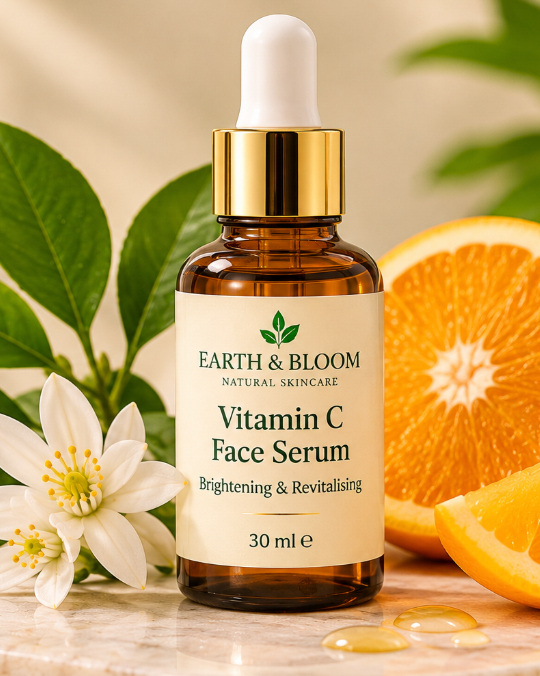 EARTH & BLOOM
NATURAL SKINCARE
Vitamin C
Face Serum
Brightening & Revitalising
30 ml ℮